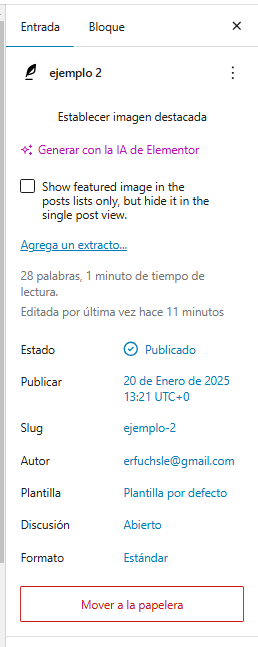 Entrada Bloque
ejemplo 2
Establecer imagen destacada
Generar con la IA de Elementor
Show featured image in the
posts lists only, but hide it in the
single post view.
Agrega un extracto...
28 palabras, 1 minuto de tiempo de
lectura.
Editada por última vez hace 11 minutos
Estado Publicado
Publicar 20 de Enero de 2025
13:21 UTC+0
Slug ejemplo-2
Autor erfuchsle@gmail.com
Plantilla Plantilla por defecto
Discusión Abierto
Formato Estándar
Mover a la papelera